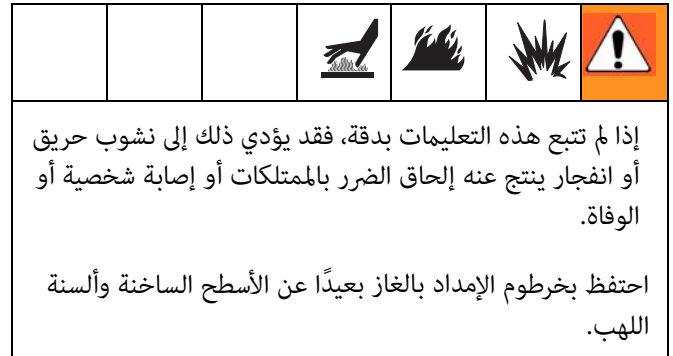 إذا لم تتبع هذه التعليمات بدقة، فقد يؤدي ذلك إلى نشوب حريق
أو انفجار ينتج عنه إلحاق الضرر بالممتلكات أو إصابة شخصية أو
الوفاة.
احتفظ بخرطوم الإمداد بالغاز بعيدًا عن الأسطح الساخنة وألسنة
اللهب.